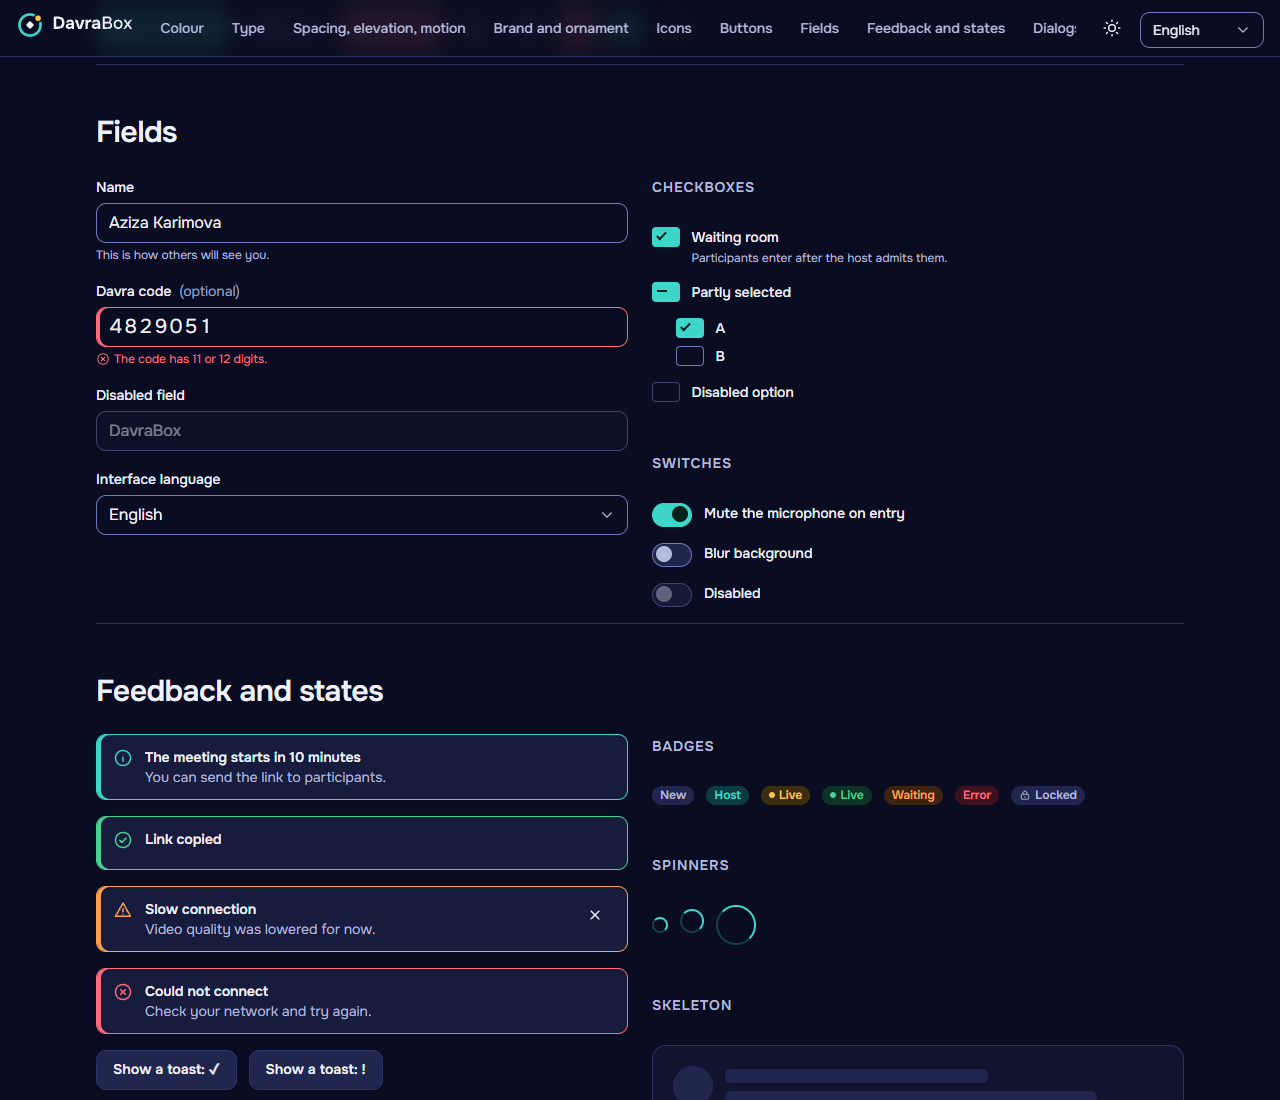 DavraBox
Colour
Type
Spacing, elevation, motion
Brand and ornament
Icons
Buttons
Fields
Feedback and states
Dialogs
English
Fields
Name
Aziza Karimova
This is how others will see you.
Davra code (optional)
4829051
The code has 11 or 12 digits.
Disabled field
DavraBox
Interface language
English
CHECKBOXES
Waiting room
Participants enter after the host admits them.
Partly selected
A
B
Disabled option
SWITCHES
Mute the microphone on entry
Blur background
Disabled
Feedback and states
The meeting starts in 10 minutes
You can send the link to participants.
Link copied
Slow connection
Video quality was lowered for now.
Could not connect
Check your network and try again.
Show a toast: ✓
Show a toast: !
BADGES
New
Host
Live
Live
Waiting
Error
Locked
SPINNERS
SKELETON